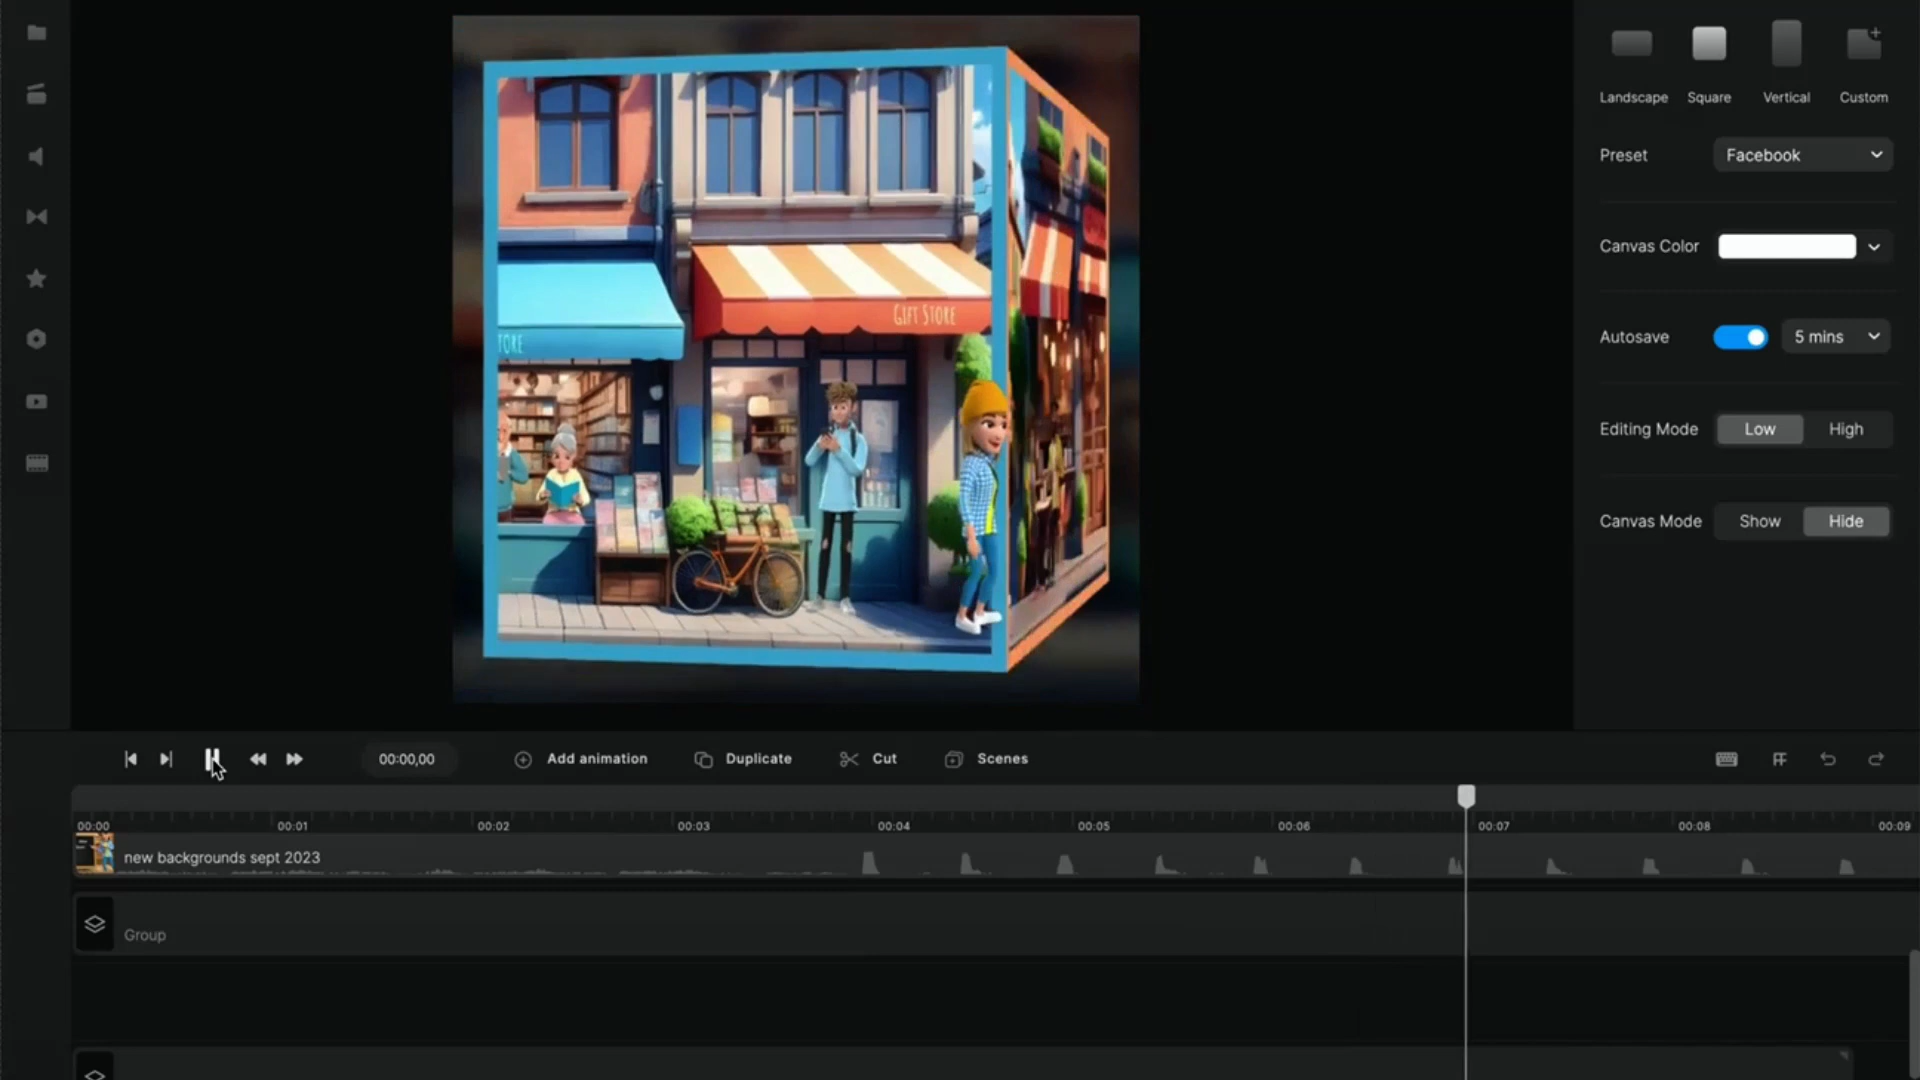 Landscape Square Vertical Custom
Preset Facebook
Canvas Color
Autosave 5 mins
Editing Mode Low High
Canvas Mode Show Hide
GIFT STORE
TORE
00:00,00 Add animation Duplicate Cut Scenes
00:00 00:01 00:02 00:03 00:04 00:05 00:06 00:07 00:08 00:09
new backgrounds sept 2023
Group